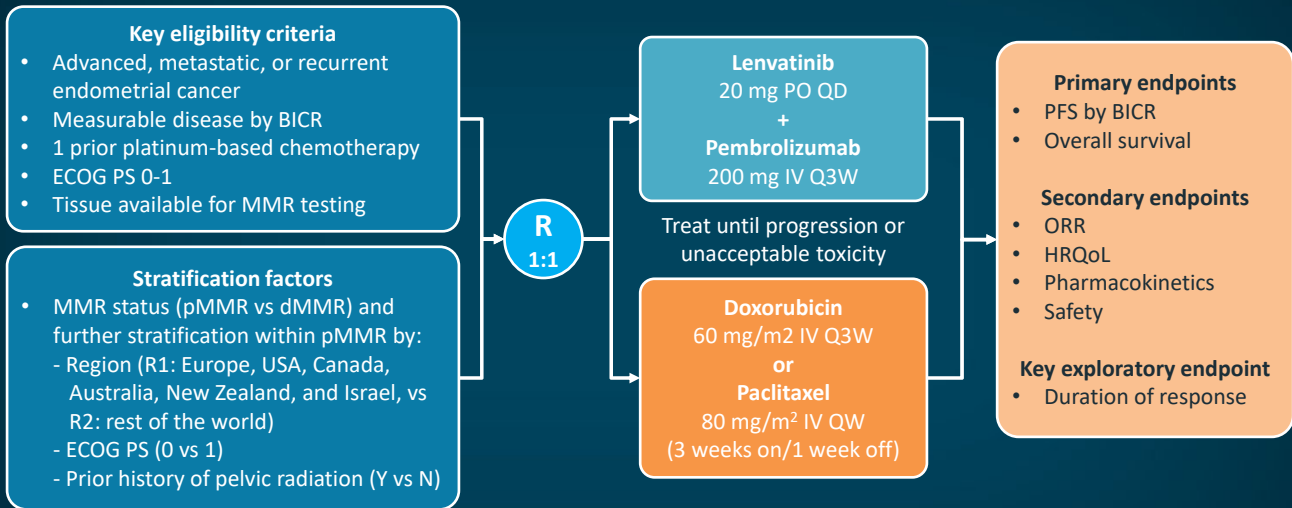 Key eligibility criteria
• Advanced, metastatic, or recurrent
endometrial cancer
• Measurable disease by BICR
• 1 prior platinum-based chemotherapy
• ECOG PS 0-1
• Tissue available for MMR testing
Stratification factors
• MMR status (pMMR vs dMMR) and
further stratification within pMMR by:
- Region (R1: Europe, USA, Canada,
Australia, New Zealand, and Israel, vs
R2: rest of the world)
- ECOG PS (0 vs 1)
- Prior history of pelvic radiation (Y vs N)
R
1:1
Lenvatinib
20 mg PO QD
+
Pembrolizumab
200 mg IV Q3W
Treat until progression or
unacceptable toxicity
Doxorubicin
60 mg/m2 IV Q3W
or
Paclitaxel
80 mg/m² IV QW
(3 weeks on/1 week off)
Primary endpoints
• PFS by BICR
• Overall survival
Secondary endpoints
• ORR
• HRQoL
• Pharmacokinetics
• Safety
Key exploratory endpoint
• Duration of response